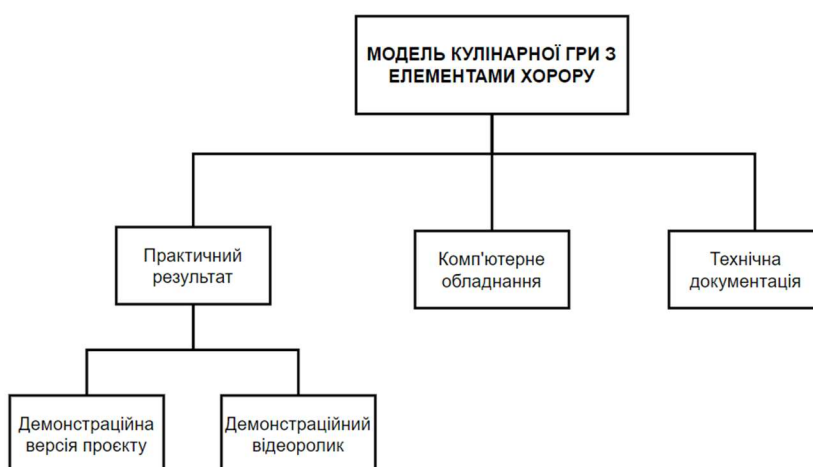 МОДЕЛЬ КУЛІНАРНОЇ ГРИ З
ЕЛЕМЕНТАМИ ХОРОРУ
Практичний
результат
Комп'ютерне
обладнання
Технічна
документація
Демонстраційна
версія проєкту
Демонстраційний
відеоролик